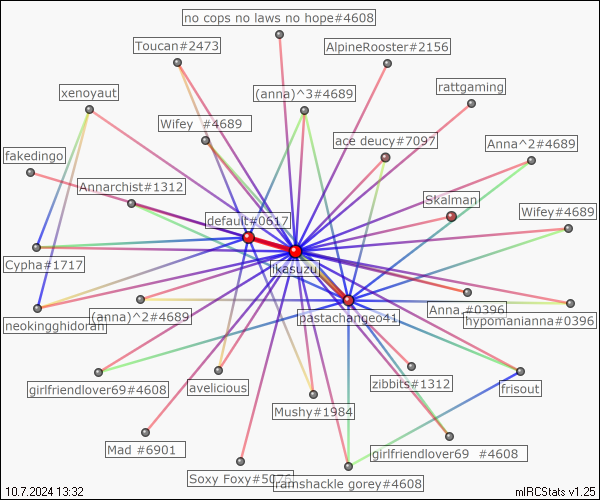 no cops no laws no hope#4608
Toucan#2473
AlpineRooster#2156
xenoyaut
(anna)^3#4689
rattgaming
Wifey #4689
ace deucy#7097
Anna^2#4689
fakedingo
Annarchist#1312
Skalman
default#0617
Wifey#4689
Cypha#1717
likasuzu
neokingghidorah
(anna)^2#4689
pastachangeo41
Anna #0396
hypomanianna#0396
girlfriendlover69#4608
avelicious
zibbits#1312
frisout
Mushy#1984
Mad #6901
girlfriendlover69 #4608
Soxy Foxy#5076
ramshackle gorey#4608
10.7.2024 13:32
mIRCStats v1.25